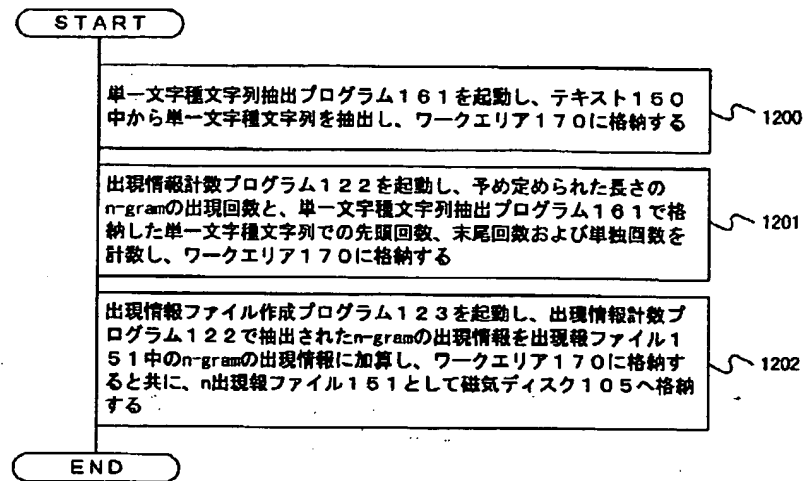 START
単一文字種文字列抽出プログラム161を起動し、テキスト150
中から単一文字種文字列を抽出し、ワークエリア170に格納する
1200
出現情報計数プログラム122を起動し、予め定められた長さの
n-gramの出現回数と、単一文字種文字列抽出プログラム161で格
納した単一文字種文字列での先頭回数、末尾回数および単独回数を
計数し、ワークエリア170に格納する
1201
出現情報ファイル作成プログラム123を起動し、出現情報計数プ
ログラム122で抽出されたn-gramの出現情報を出現報ファイル1
51中のn-gramの出現情報に加算し、ワークエリア170に格納す
ると共に、n出現報ファイル151として磁気ディスク105へ格納
する
1202
END